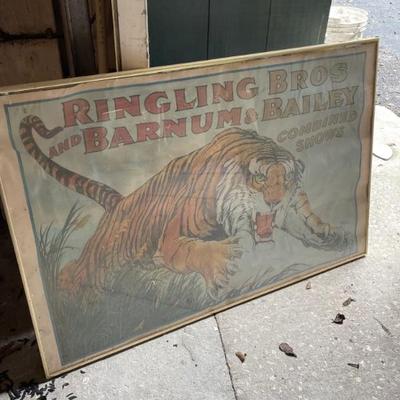 RINGLING BROS
AND BARNUM & BAILEY
COMBINED
SHOWS